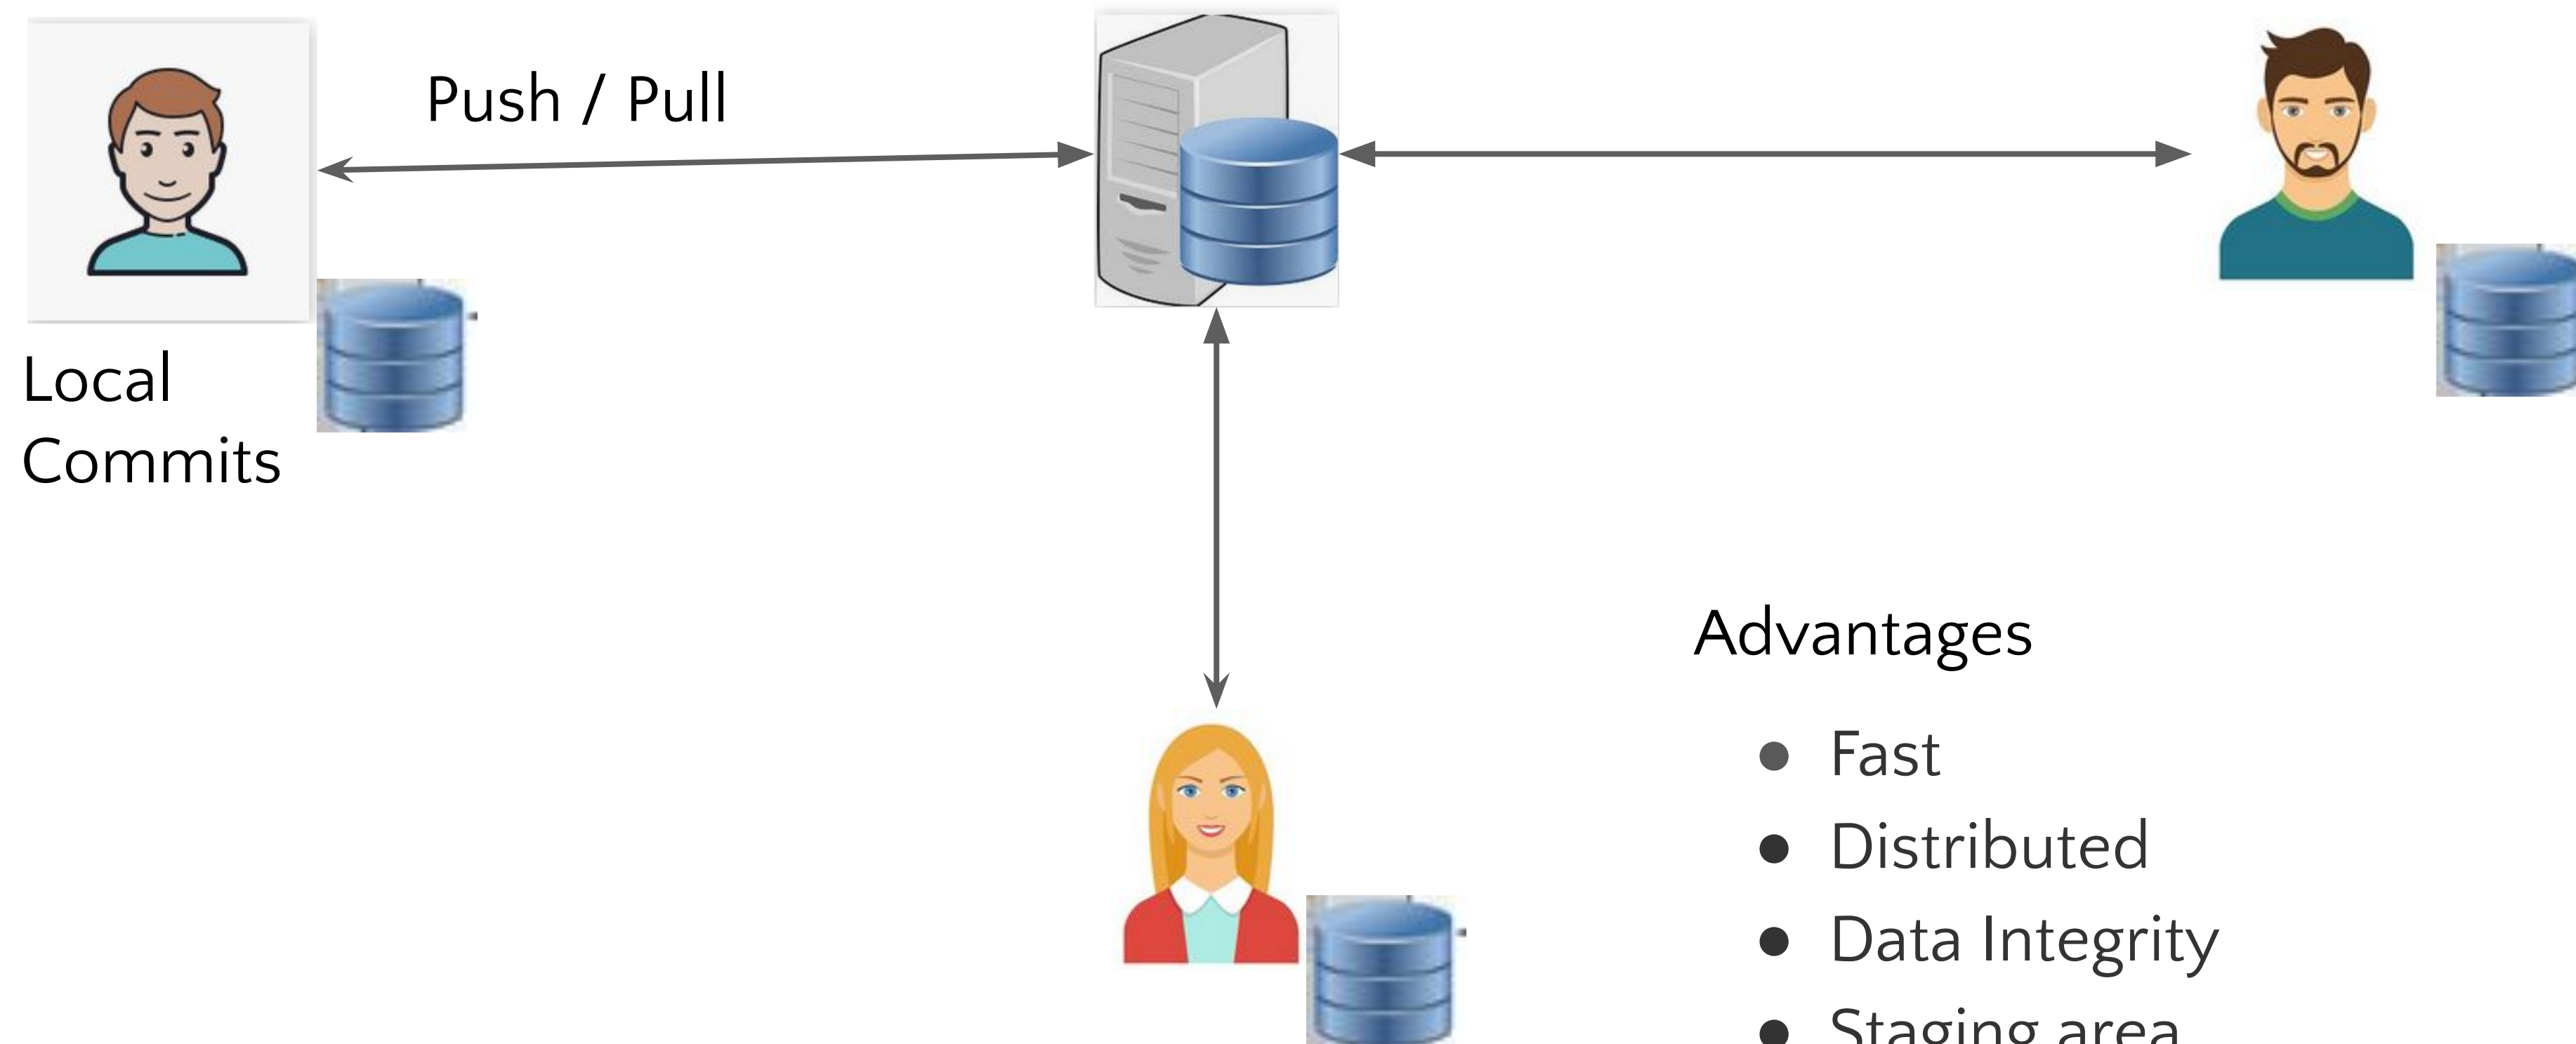 Push / Pull
Local
Commits
Advantages
● Fast
● Distributed
● Data Integrity
● Staging area